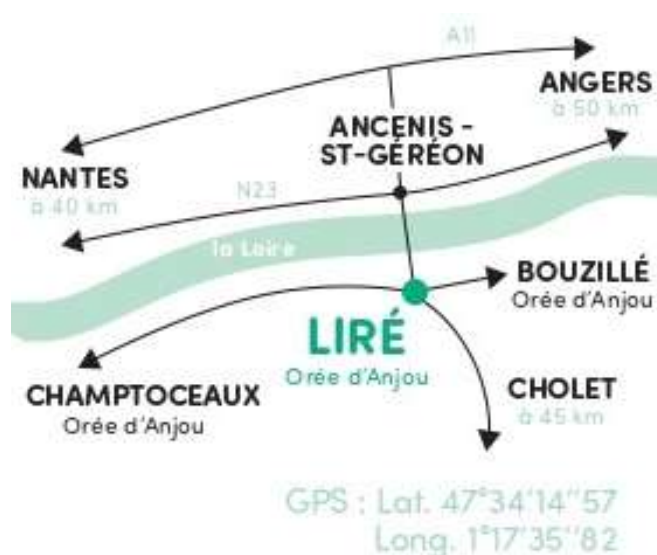 A11
ANGERS
à 50 km
ANCENIS -
ST-GÉRÉON
NANTES
à 40 km
N23
la Loire
BOUZILLÉ
Orée d'Anjou
LIRÉ
Orée d'Anjou
CHAMPTOCEAUX
Orée d'Anjou
CHOLET
à 45 km
GPS : Lat. 47°34'14''57
Long. 1°17'35''82